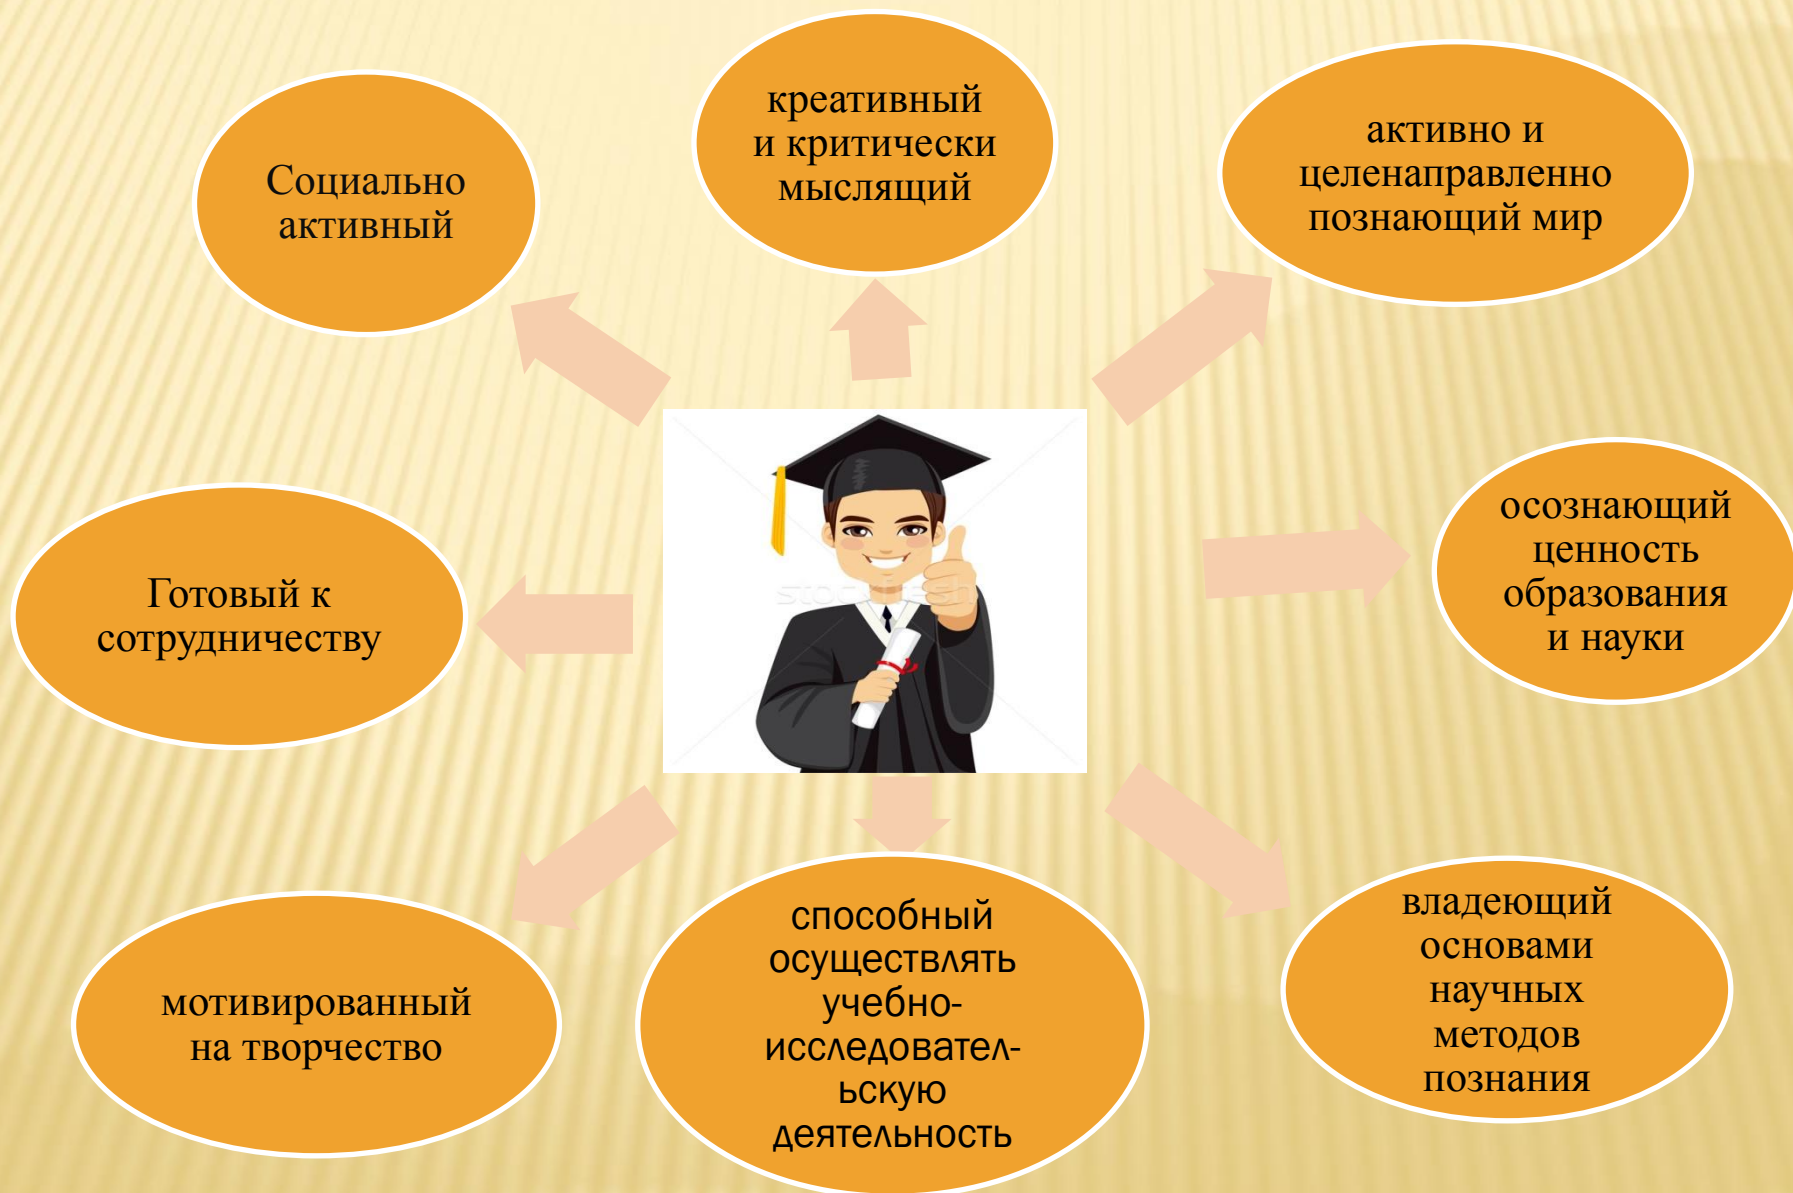 Социально
активный
креативный
и критически
мыслящий
активно и
целенаправленно
познающий мир
осознающий
ценность
образования
и науки
владеющий
основами
научных
методов
познания
способный
осуществлять
учебно-
исследовател-
ьскую
деятельность
мотивированный
на творчество
Готовый к
сотрудничеству